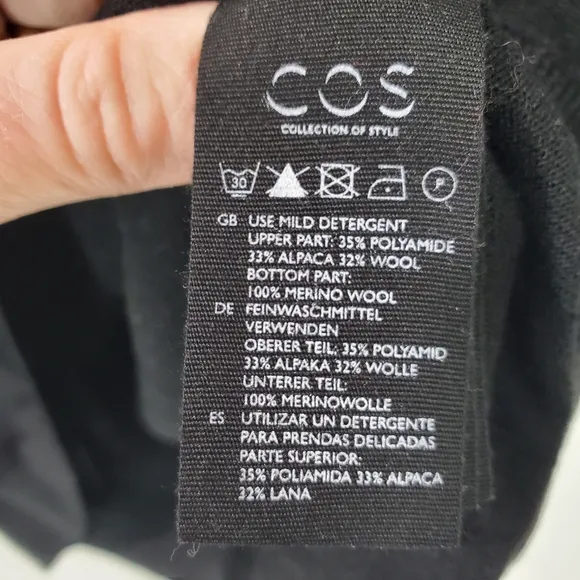 COS
COLLECTION OF STYLE
30
P
GB USE MILD DETERGENT
UPPER PART: 35% POLYAMIDE
33% ALPACA 32% WOOL
BOTTOM PART:
100% MERINO WOOL
DE FEINWASCHMITTEL
VERWENDEN
OBERER TEIL: 35% POLYAMID
33% ALPAKA 32% WOLLE
UNTERER TEIL:
100% MERINOWOLLE
ES UTILIZAR UN DETERGENTE
PARA PRENDAS DELICADAS
PARTE SUPERIOR:
35% POLIAMIDA 33% ALPACA
32% LANA